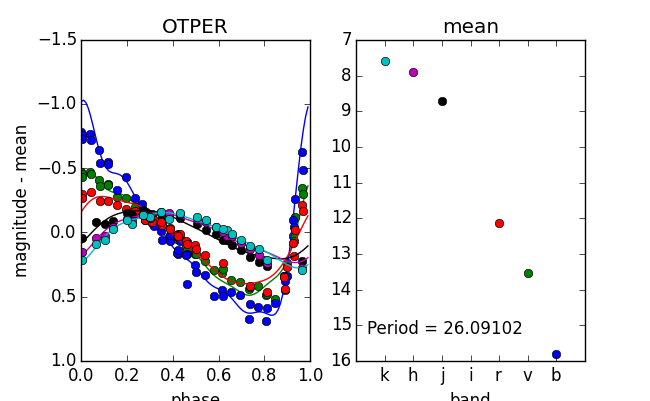 OTPER
−1.5
−1.0
−0.5
0.0
0.5
1.0
magnitude - mean
0.0 0.2 0.4 0.6 0.8 1.0
phase
mean
7
8
9
10
11
12
13
14
15
16
Period = 26.09102
k h j i r v b
band